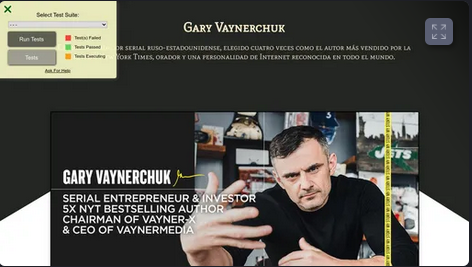 Select Test Suite:
---
Run Tests
Tests
Test(s) Failed
Tests Passed
Tests Executing
Ask For Help
Gary Vaynerchuk
or serial ruso-estadounidense, elegido cuatro veces como el autor más vendido por la
York Times, orador y una personalidad de Internet reconocida en todo el mundo.
GARY VAYNERCHUK
SERIAL ENTREPRENEUR & INVESTOR
5X NYT BESTSELLING AUTHOR
CHAIRMAN OF VAYNER-X
& CEO OF VAYNERMEDIA